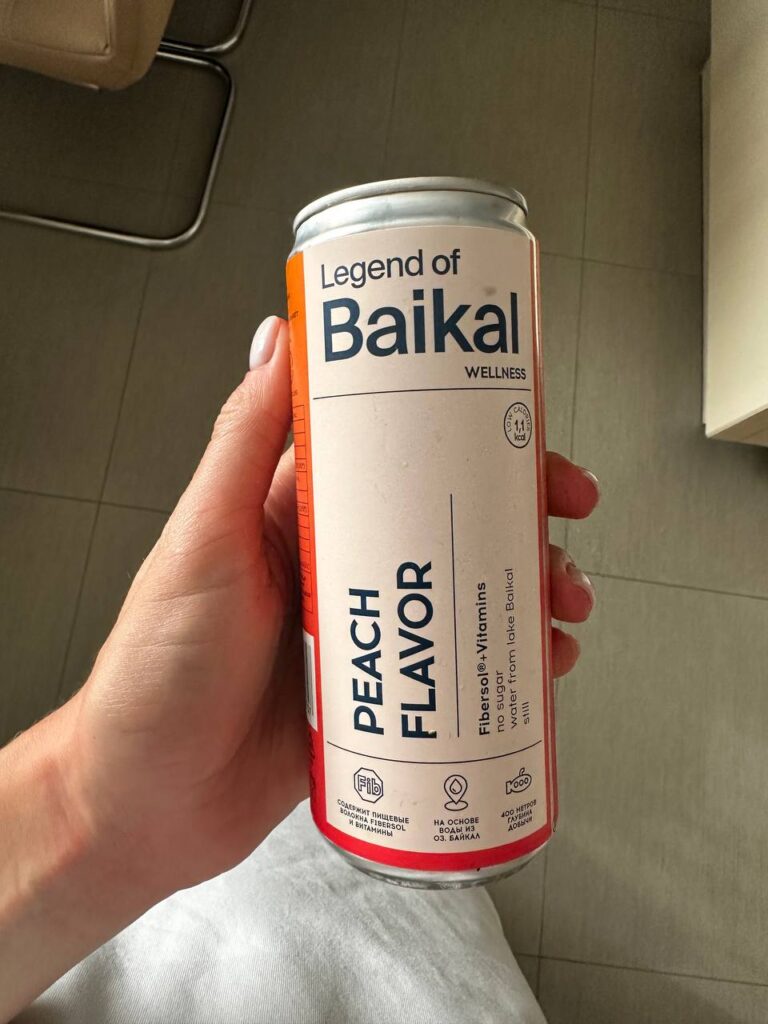 Legend of
Baikal
WELLNESS
LOW CALORIES
1,1
kcal
PEACH
FLAVOR
Fibersol®+Vitamins
no sugar
water from lake Baikal
still
Fib
СОДЕРЖИТ ПИЩЕВЫЕ
ВОЛОКНА FIBERSOL
И ВИТАМИНЫ
НА ОСНОВЕ
ВОДЫ ИЗ
ОЗ. БАЙКАЛ
400 МЕТРОВ
ГЛУБИНА
ДОБЫЧИ